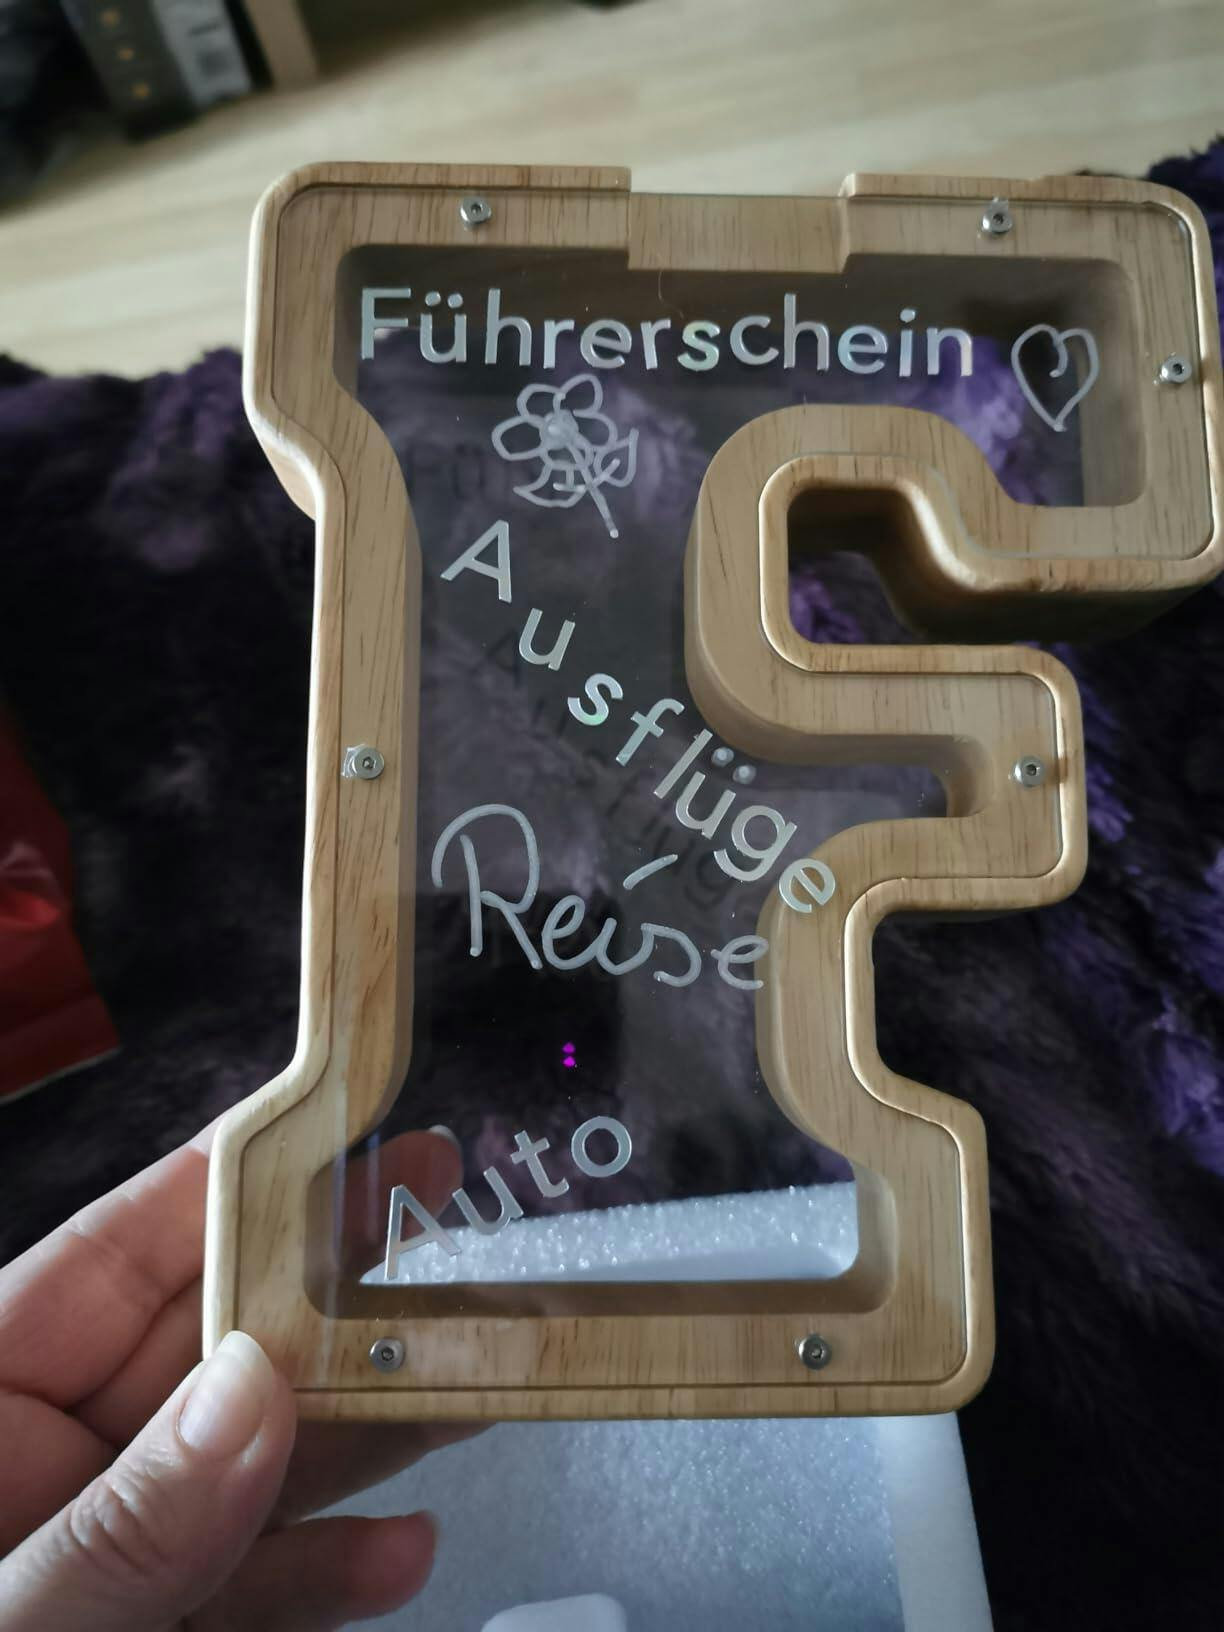 Führerschein
Ausflüge
Reise
Auto